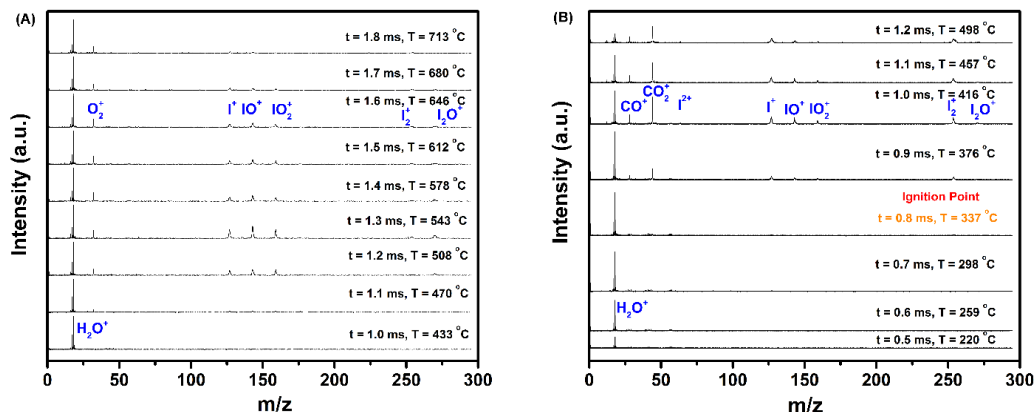 (A)
t = 1.8 ms, T = 713 °C
t = 1.7 ms, T = 680 °C
O₂⁺
t = 1.6 ms, T = 646 °C
I⁺ IO⁺ IO₂⁺ I₂⁺ I₂O⁺
t = 1.5 ms, T = 612 °C
t = 1.4 ms, T = 578 °C
t = 1.3 ms, T = 543 °C
t = 1.2 ms, T = 508 °C
t = 1.1 ms, T = 470 °C
H₂O⁺
t = 1.0 ms, T = 433 °C
0 50 100 150 200 250 300
m/z
Intensity (a.u.)
(B)
t = 1.2 ms, T = 498 °C
t = 1.1 ms, T = 457 °C
CO₂⁺
t = 1.0 ms, T = 416 °C
CO⁺ I²⁺ I⁺ IO⁺ IO₂⁺ I₂⁺ I₂O⁺
t = 0.9 ms, T = 376 °C
Ignition Point
t = 0.8 ms, T = 337 °C
t = 0.7 ms, T = 298 °C
H₂O⁺
t = 0.6 ms, T = 259 °C
t = 0.5 ms, T = 220 °C
0 50 100 150 200 250 300
m/z
Intensity (a.u.)